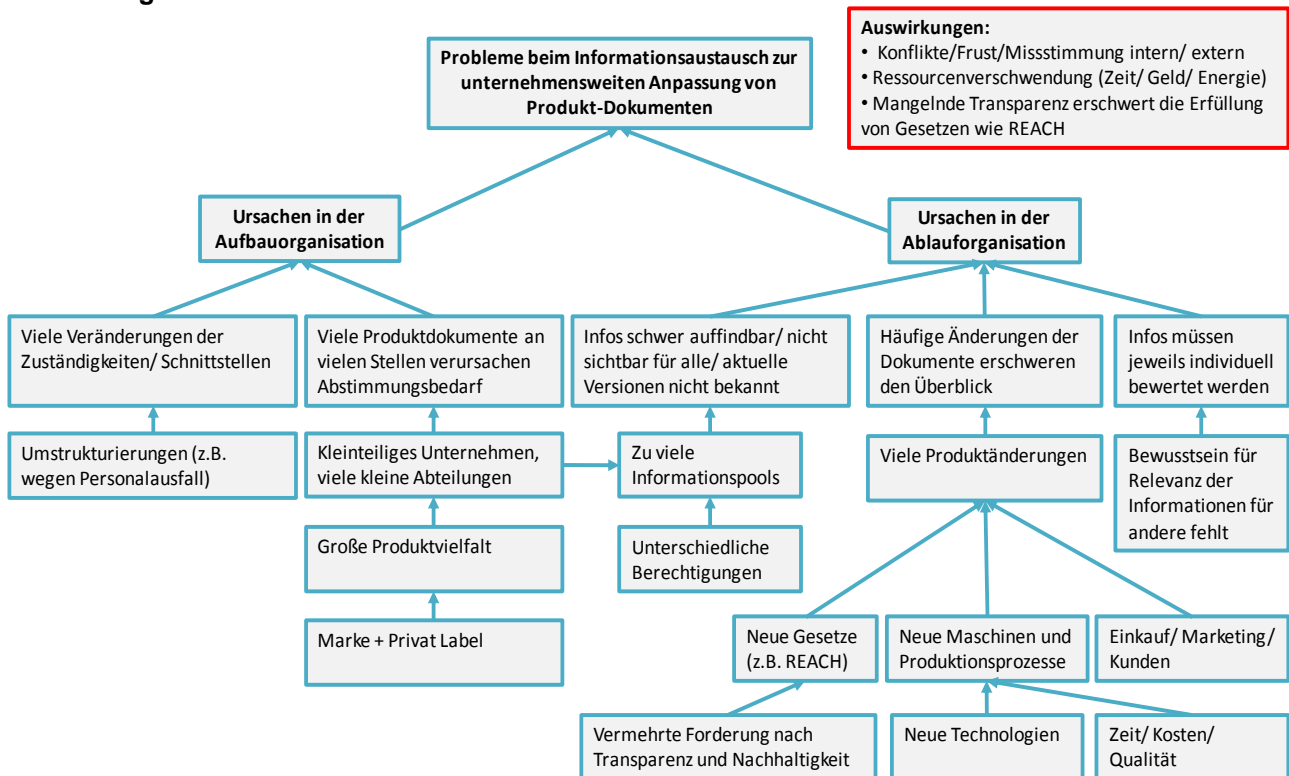 Auswirkungen:
• Konflikte/Frust/Missstimmung intern/ extern
• Ressourcenverschwendung (Zeit/ Geld/ Energie)
• Mangelnde Transparenz erschwert die Erfüllung
von Gesetzen wie REACH
Probleme beim Informationsaustausch zur
unternehmensweiten Anpassung von
Produkt-Dokumenten
Ursachen in der
Aufbauorganisation
Ursachen in der
Ablauforganisation
Viele Veränderungen der
Zuständigkeiten/ Schnittstellen
Viele Produktdokumente an
vielen Stellen verursachen
Abstimmungsbedarf
Infos schwer auffindbar/ nicht
sichtbar für alle/ aktuelle
Versionen nicht bekannt
Häufige Änderungen der
Dokumente erschweren
den Überblick
Infos müssen
jeweils individuell
bewertet werden
Umstrukturierungen (z.B.
wegen Personalausfall)
Kleinteiliges Unternehmen,
viele kleine Abteilungen
Zu viele
Informationspools
Viele Produktänderungen
Bewusstsein für
Relevanz der
Informationen für
andere fehlt
Große Produktvielfalt
Unterschiedliche
Berechtigungen
Marke + Privat Label
Neue Gesetze
(z.B. REACH)
Neue Maschinen und
Produktionsprozesse
Einkauf/ Marketing/
Kunden
Vermehrte Forderung nach
Transparenz und Nachhaltigkeit
Neue Technologien
Zeit/ Kosten/
Qualität